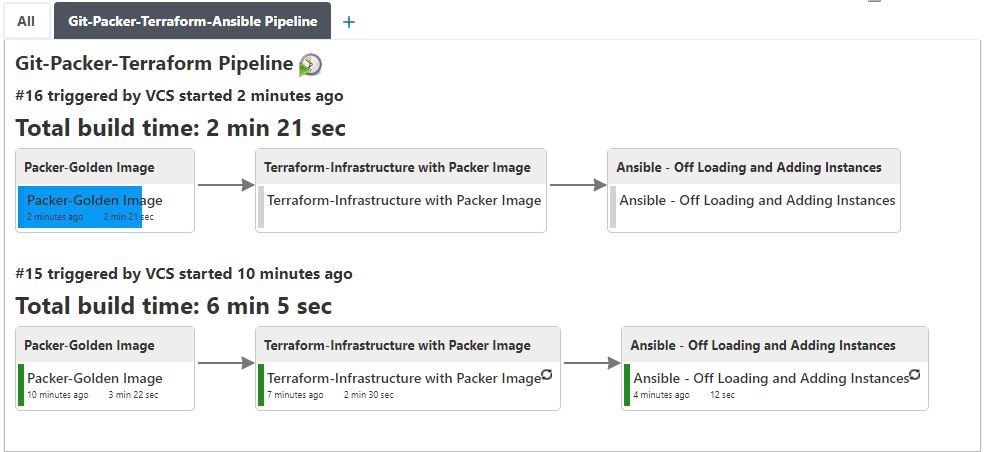 All Git-Packer-Terraform-Ansible Pipeline +
Git-Packer-Terraform Pipeline
#16 triggered by VCS started 2 minutes ago
Total build time: 2 min 21 sec
Packer-Golden Image
Terraform-Infrastructure with Packer Image
Ansible - Off Loading and Adding Instances
Packer-Golden Image
2 minutes ago 2 min 21 sec
Terraform-Infrastructure with Packer Image
Ansible - Off Loading and Adding Instances
#15 triggered by VCS started 10 minutes ago
Total build time: 6 min 5 sec
Packer-Golden Image
Terraform-Infrastructure with Packer Image
Ansible - Off Loading and Adding Instances
Packer-Golden Image
10 minutes ago 3 min 22 sec
Terraform-Infrastructure with Packer Image
7 minutes ago 2 min 30 sec
Ansible - Off Loading and Adding Instances
4 minutes ago 12 sec